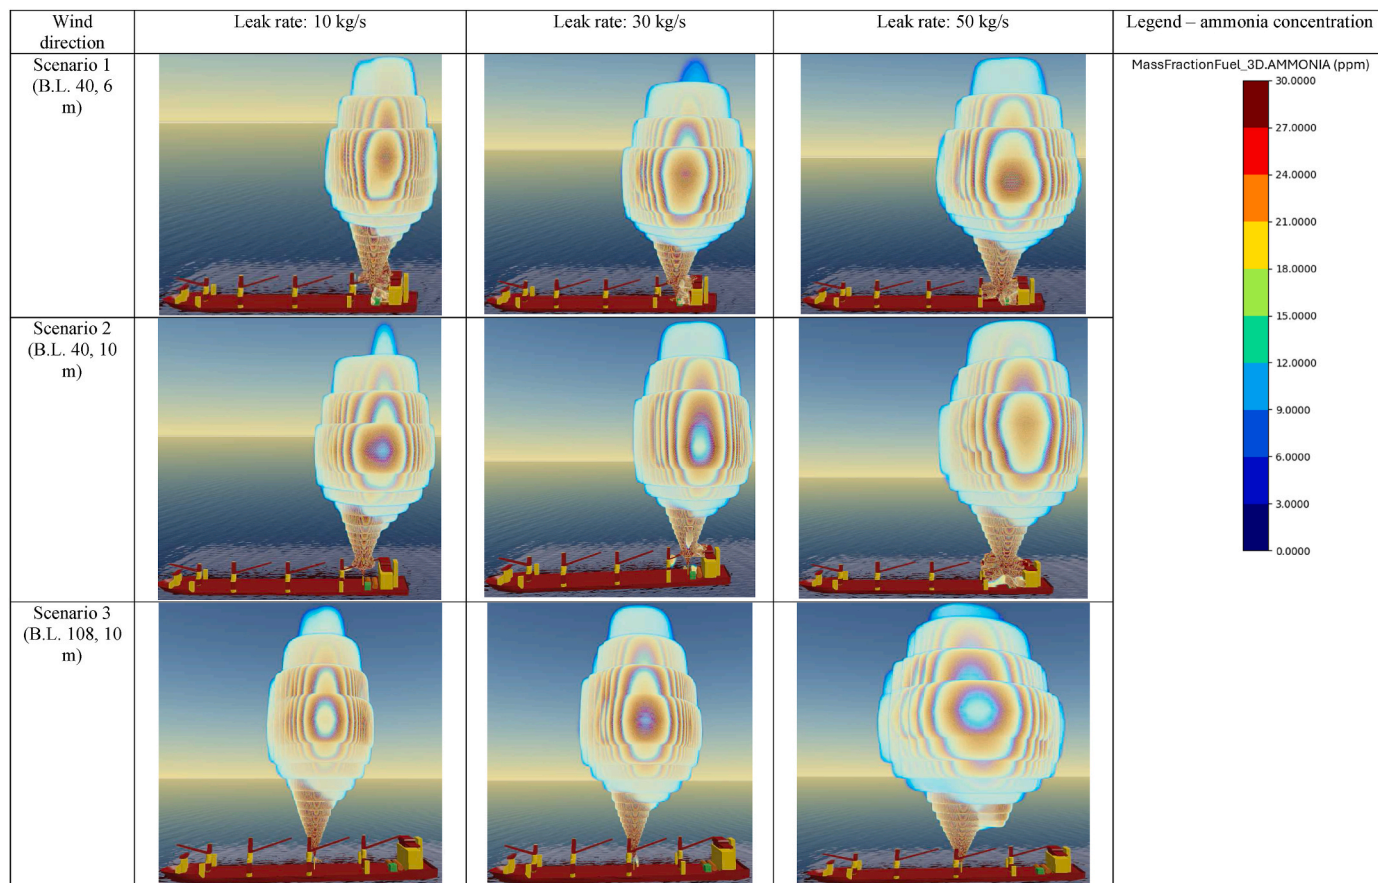 Wind
direction
Leak rate: 10 kg/s
Leak rate: 30 kg/s
Leak rate: 50 kg/s
Legend – ammonia concentration
Scenario 1
(B.L. 40, 6
m)
MassFractionFuel_3D.AMMONIA (ppm)
30.0000
27.0000
24.0000
21.0000
18.0000
15.0000
12.0000
9.0000
6.0000
3.0000
0.0000
Scenario 2
(B.L. 40, 10
m)
Scenario 3
(B.L. 108, 10
m)